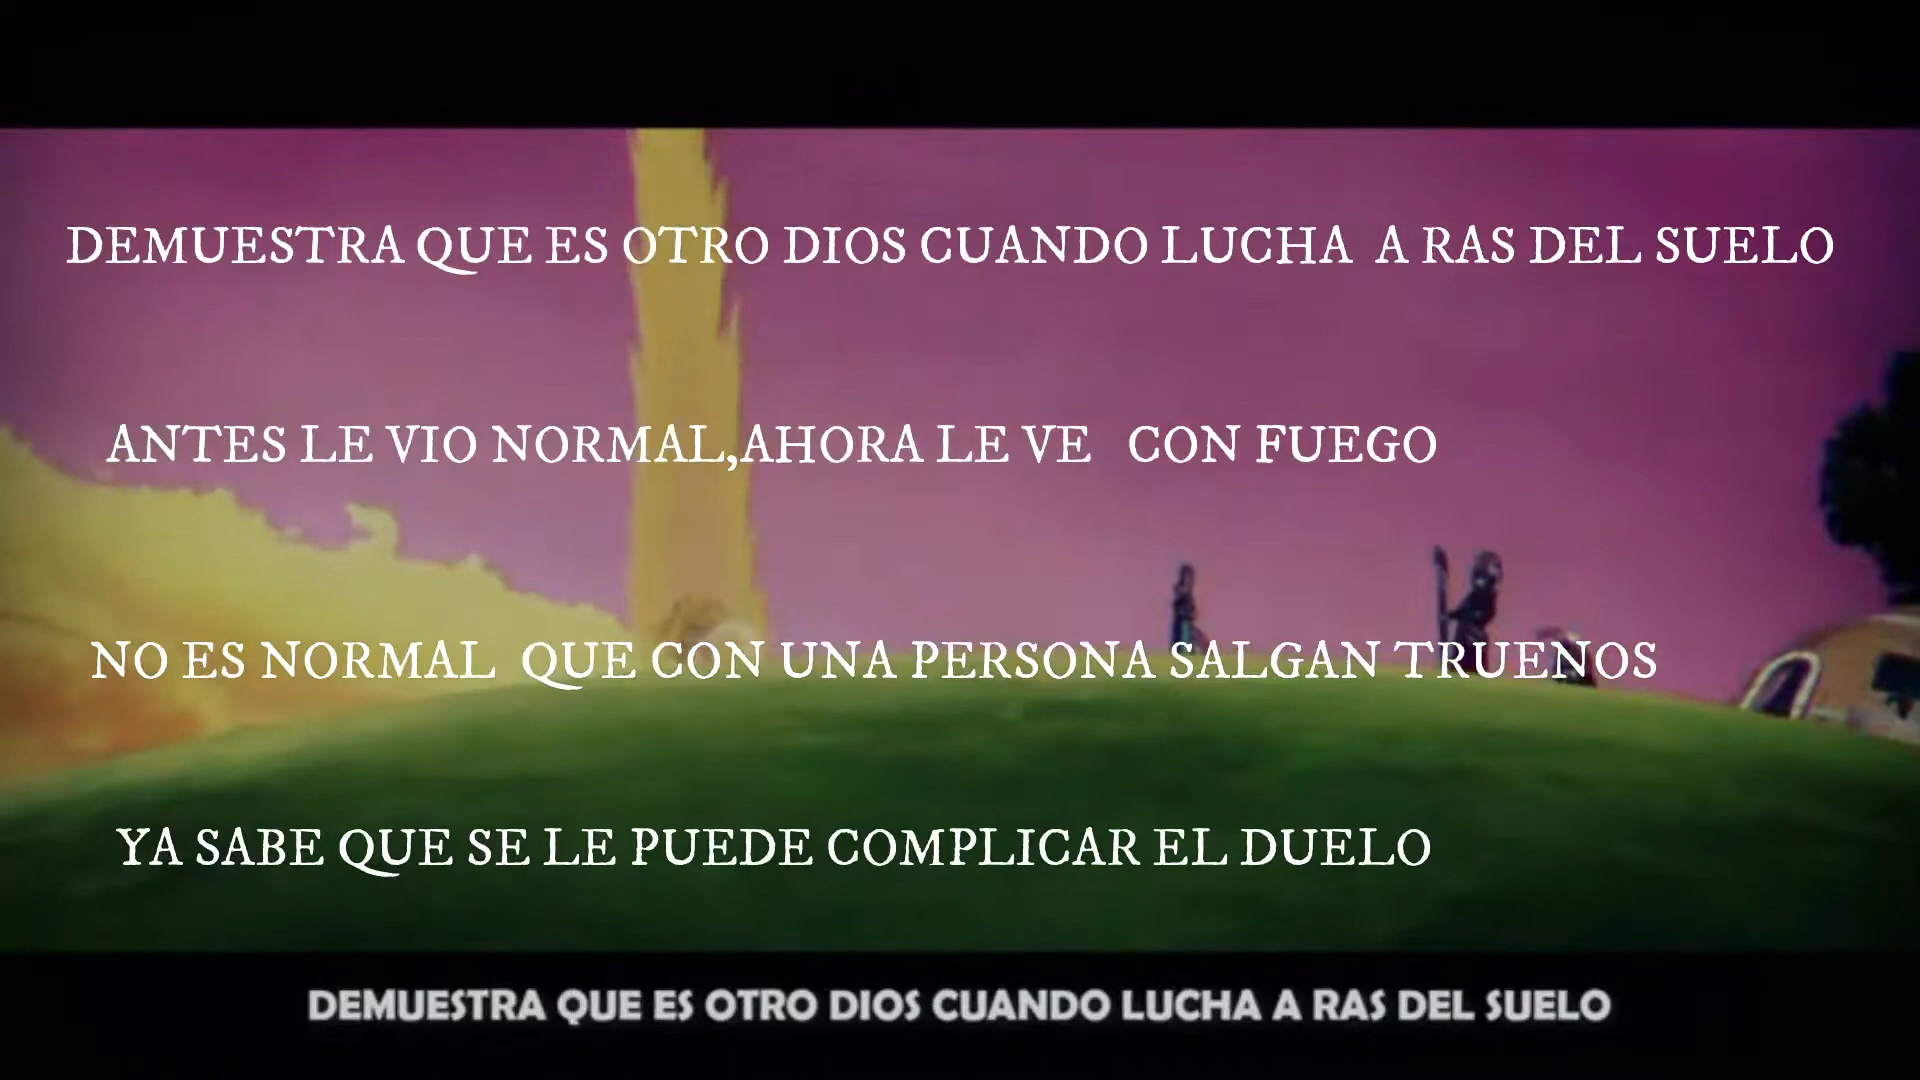 DEMUESTRA QUE ES OTRO DIOS CUANDO LUCHA A RAS DEL SUELO
ANTES LE VIO NORMAL,AHORA LE VE CON FUEGO
NO ES NORMAL QUE CON UNA PERSONA SALGAN TRUENOS
YA SABE QUE SE LE PUEDE COMPLICAR EL DUELO
DEMUESTRA QUE ES OTRO DIOS CUANDO LUCHA A RAS DEL SUELO